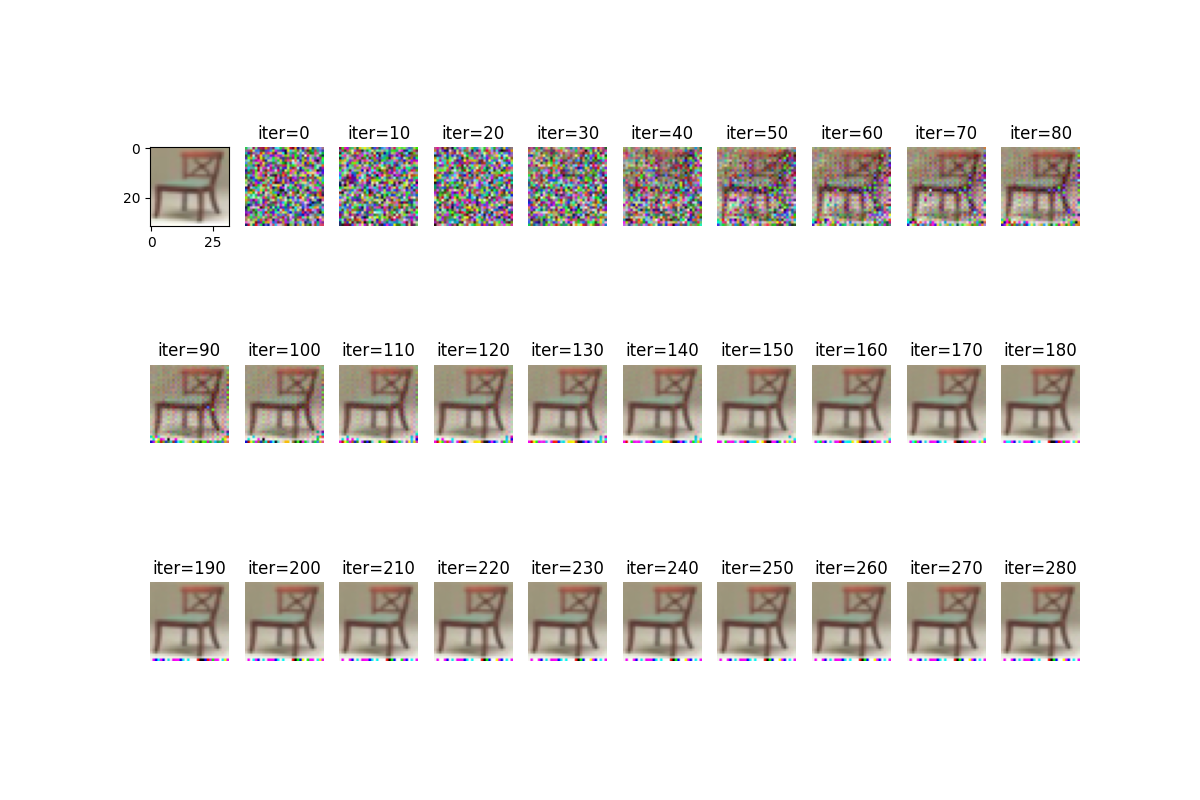 iter=0 iter=10 iter=20 iter=30 iter=40 iter=50 iter=60 iter=70 iter=80
0
20
0 25
iter=90 iter=100 iter=110 iter=120 iter=130 iter=140 iter=150 iter=160 iter=170 iter=180
iter=190 iter=200 iter=210 iter=220 iter=230 iter=240 iter=250 iter=260 iter=270 iter=280